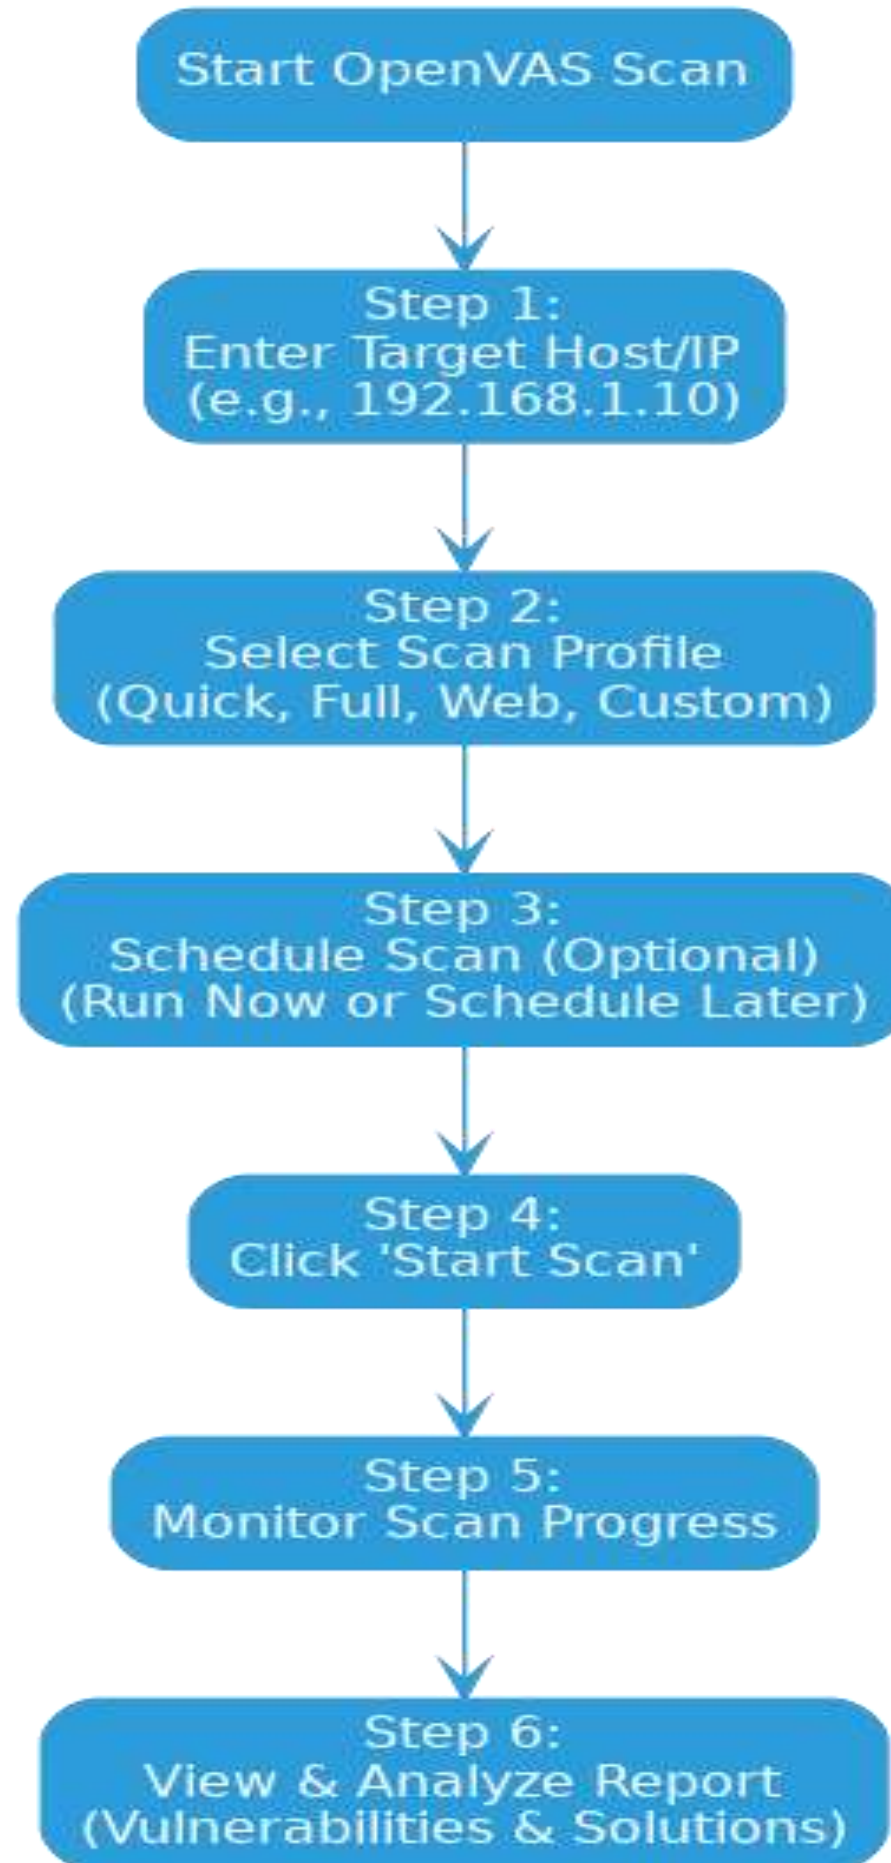 Start OpenVAS Scan
Step 1:
Enter Target Host/IP
(e.g., 192.168.1.10)
Step 2:
Select Scan Profile
(Quick, Full, Web, Custom)
Step 3:
Schedule Scan (Optional)
(Run Now or Schedule Later)
Step 4:
Click 'Start Scan'
Step 5:
Monitor Scan Progress
Step 6:
View & Analyze Report
(Vulnerabilities & Solutions)